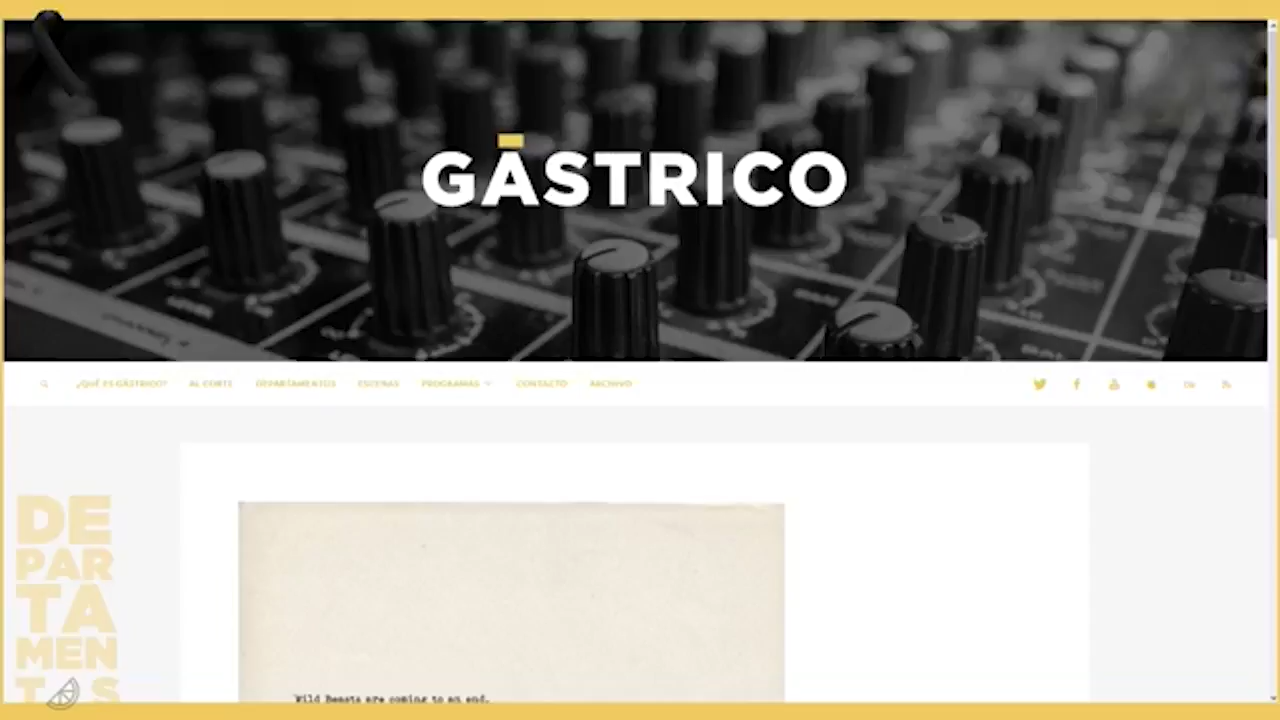 GÁSTRICO
¿QUÉ ES GÁSTRICO? AL CORTE DEPARTAMENTOS ESCENAS PROGRAMAS CONTACTO ARCHIVO
DE
PAR
TA
MEN
T S
Wild Beasts are coming to an end.